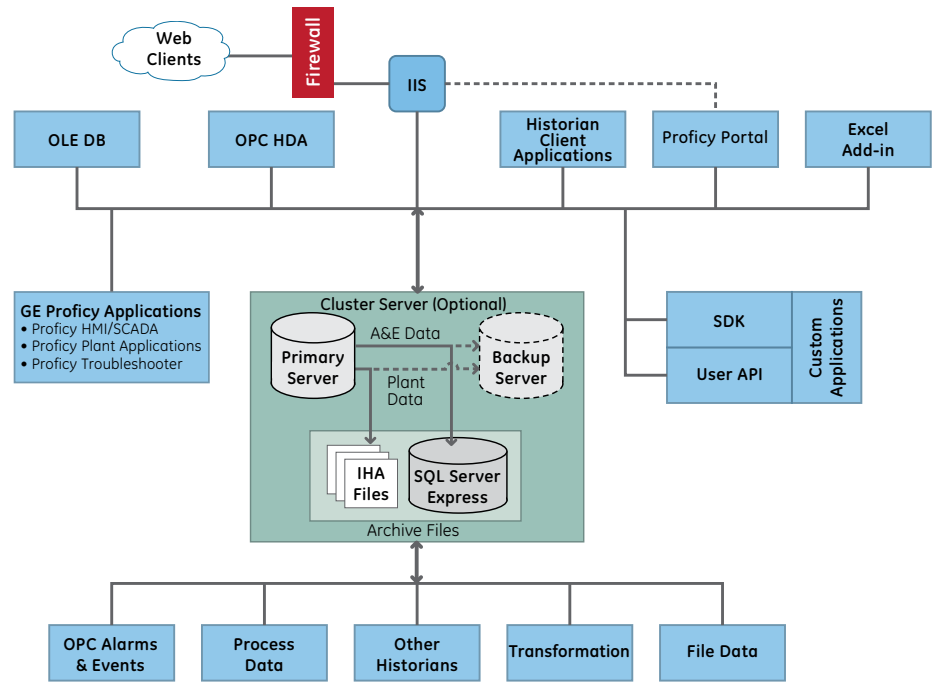 Web
Clients
Firewall
IIS
OLE DB
OPC HDA
Historian
Client
Applications
Proficy Portal
Excel
Add-in
GE Proficy Applications
• Proficy HMI/SCADA
• Proficy Plant Applications
• Proficy Troubleshooter
Cluster Server (Optional)
Primary
Server
A&E Data
Plant
Data
Backup
Server
IHA
Files
SQL Server
Express
Archive Files
SDK
User API
Custom
Applications
OPC Alarms
& Events
Process
Data
Other
Historians
Transformation
File Data